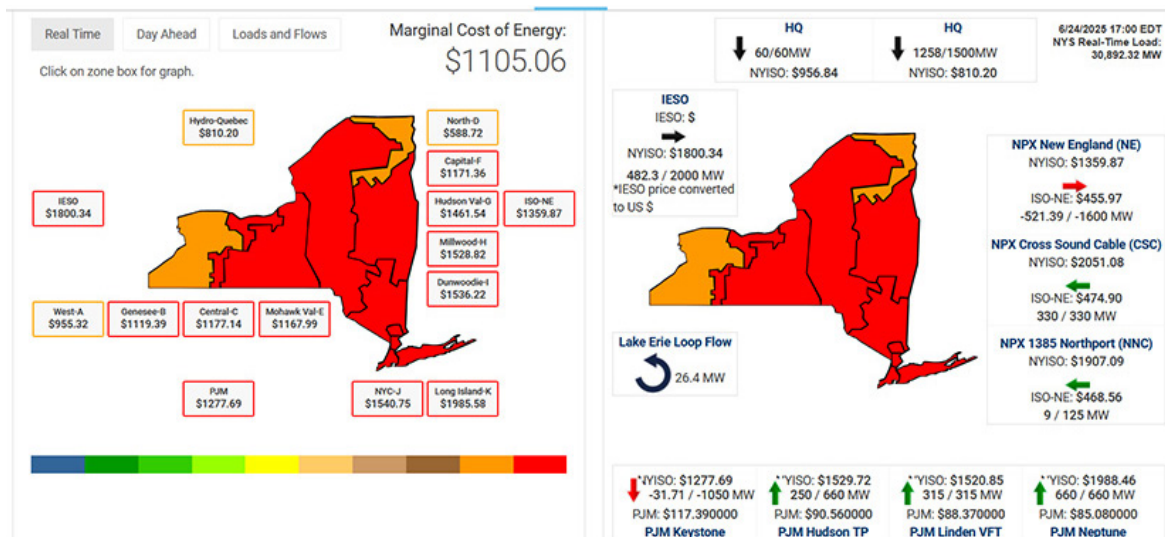 Real Time
Day Ahead
Loads and Flows
Marginal Cost of Energy:
$1105.06
Click on zone box for graph.
Hydro-Quebec
$810.20
North-D
$588.72
Capital-F
$1171.36
IESO
$1800.34
Hudson Val-G
$1461.54
ISO-NE
$1359.87
Millwood-H
$1528.82
Dunwoodie-I
$1536.22
West-A
$955.32
Genesee-B
$1119.39
Central-C
$1177.14
Mohawk Val-E
$1167.99
PJM
$1277.69
NYC-J
$1540.75
Long Island-K
$1985.58
HQ
60/60MW
NYISO: $956.84
HQ
1258/1500MW
NYISO: $810.20
6/24/2025 17:00 EDT
NYS Real-Time Load:
30,892.32 MW
IESO
IESO: $
NYISO: $1800.34
482.3 / 2000 MW
*IESO price converted
to US $
NPX New England (NE)
NYISO: $1359.87
ISO-NE: $455.97
-521.39 / -1600 MW
NPX Cross Sound Cable (CSC)
NYISO: $2051.08
ISO-NE: $474.90
330 / 330 MW
NPX 1385 Northport (NNC)
NYISO: $1907.09
ISO-NE: $468.56
9 / 125 MW
Lake Erie Loop Flow
26.4 MW
NYISO: $1277.69
-31.71 / -1050 MW
PJM: $117.390000
PJM Keystone
NYISO: $1529.72
250 / 660 MW
PJM: $90.560000
PJM Hudson TP
NYISO: $1520.85
315 / 315 MW
PJM: $88.370000
PJM Linden VFT
NYISO: $1988.46
660 / 660 MW
PJM: $85.080000
PJM Neptune